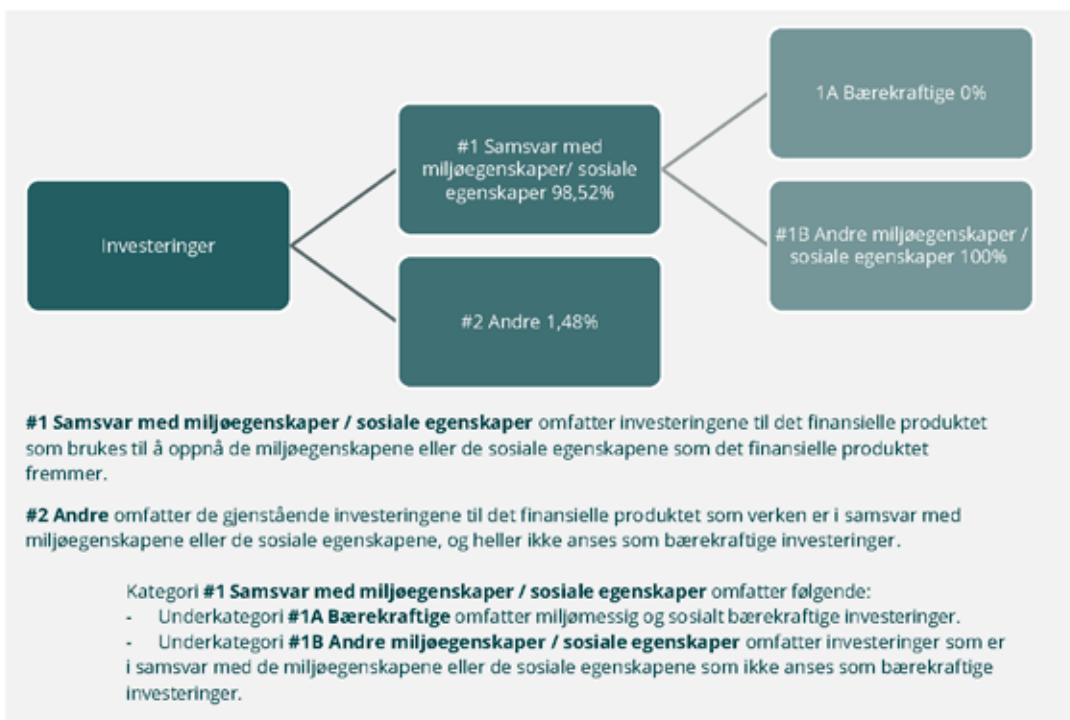 1A Bærekraftige 0%
#1 Samsvar med
miljøegenskaper/ sosiale
egenskaper 98,52%
Investeringer
#1B Andre miljøegenskaper /
sosiale egenskaper 100%
#2 Andre 1,48%
#1 Samsvar med miljøegenskaper / sosiale egenskaper omfatter investeringene til det finansielle produktet
som brukes til å oppnå de miljøegenskapene eller de sosiale egenskapene som det finansielle produktet
fremmer.
#2 Andre omfatter de gjenstående investeringene til det finansielle produktet som verken er i samsvar med
miljøegenskapene eller de sosiale egenskapene, og heller ikke anses som bærekraftige investeringer.
Kategori #1 Samsvar med miljøegenskaper / sosiale egenskaper omfatter følgende:
- Underkategori #1A Bærekraftige omfatter miljømessig og sosialt bærekraftige investeringer.
- Underkategori #1B Andre miljøegenskaper / sosiale egenskaper omfatter investeringer som er
i samsvar med de miljøegenskapene eller de sosiale egenskapene som ikke anses som bærekraftige
investeringer.